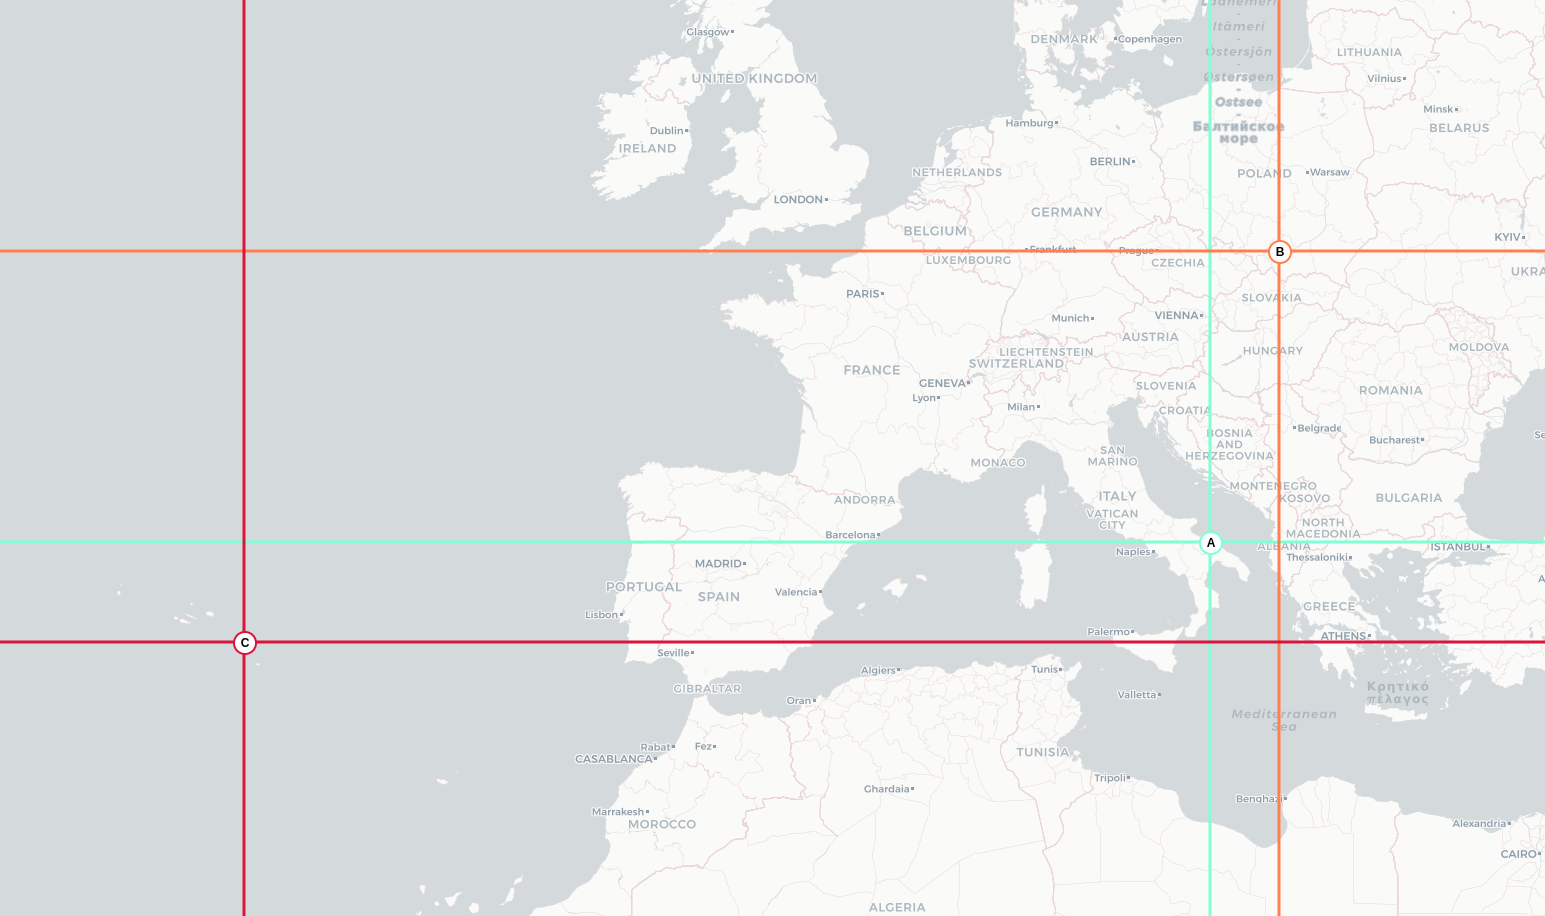 Laanemeri
-
Itämeri
-
Östersjön
-
Østersøen
-
Ostsee
-
Балтийское
море
Glasgow
DENMARK
Copenhagen
LITHUANIA
Vilnius
UNITED KINGDOM
Minsk
BELARUS
Hamburg
Dublin
IRELAND
BERLIN
NETHERLANDS
POLAND
Warsaw
LONDON
GERMANY
BELGIUM
KYIV
Frankfurt
Prague
B
LUXEMBOURG
CZECHIA
UKRA
PARIS
SLOVAKIA
Munich
VIENNA
AUSTRIA
MOLDOVA
LIECHTENSTEIN
HUNGARY
SWITZERLAND
FRANCE
GENEVA
SLOVENIA
ROMANIA
Lyon
Milan
CROATIA
Belgrade
BOSNIA
AND
HERZEGOVINA
Bucharest
Se
SAN
MARINO
MONACO
MONTENEGRO
ITALY
KOSOVO
BULGARIA
ANDORRA
VATICAN
CITY
NORTH
MACEDONIA
Barcelona
A
ALBANIA
ISTANBUL
Naples
Thessaloniki
MADRID
A
PORTUGAL
Valencia
SPAIN
GREECE
Lisbon
Palermo
ATHENS
C
Seville
Algiers
Tunis
GIBRALTAR
Κρητικό
πέλαγος
Valletta
Oran
Mediterranean
Sea
Rabat
Fez
CASABLANCA
TUNISIA
Tripoli
Ghardaia
Benghazi
Marrakesh
MOROCCO
Alexandria
CAIRO
ALGERIA